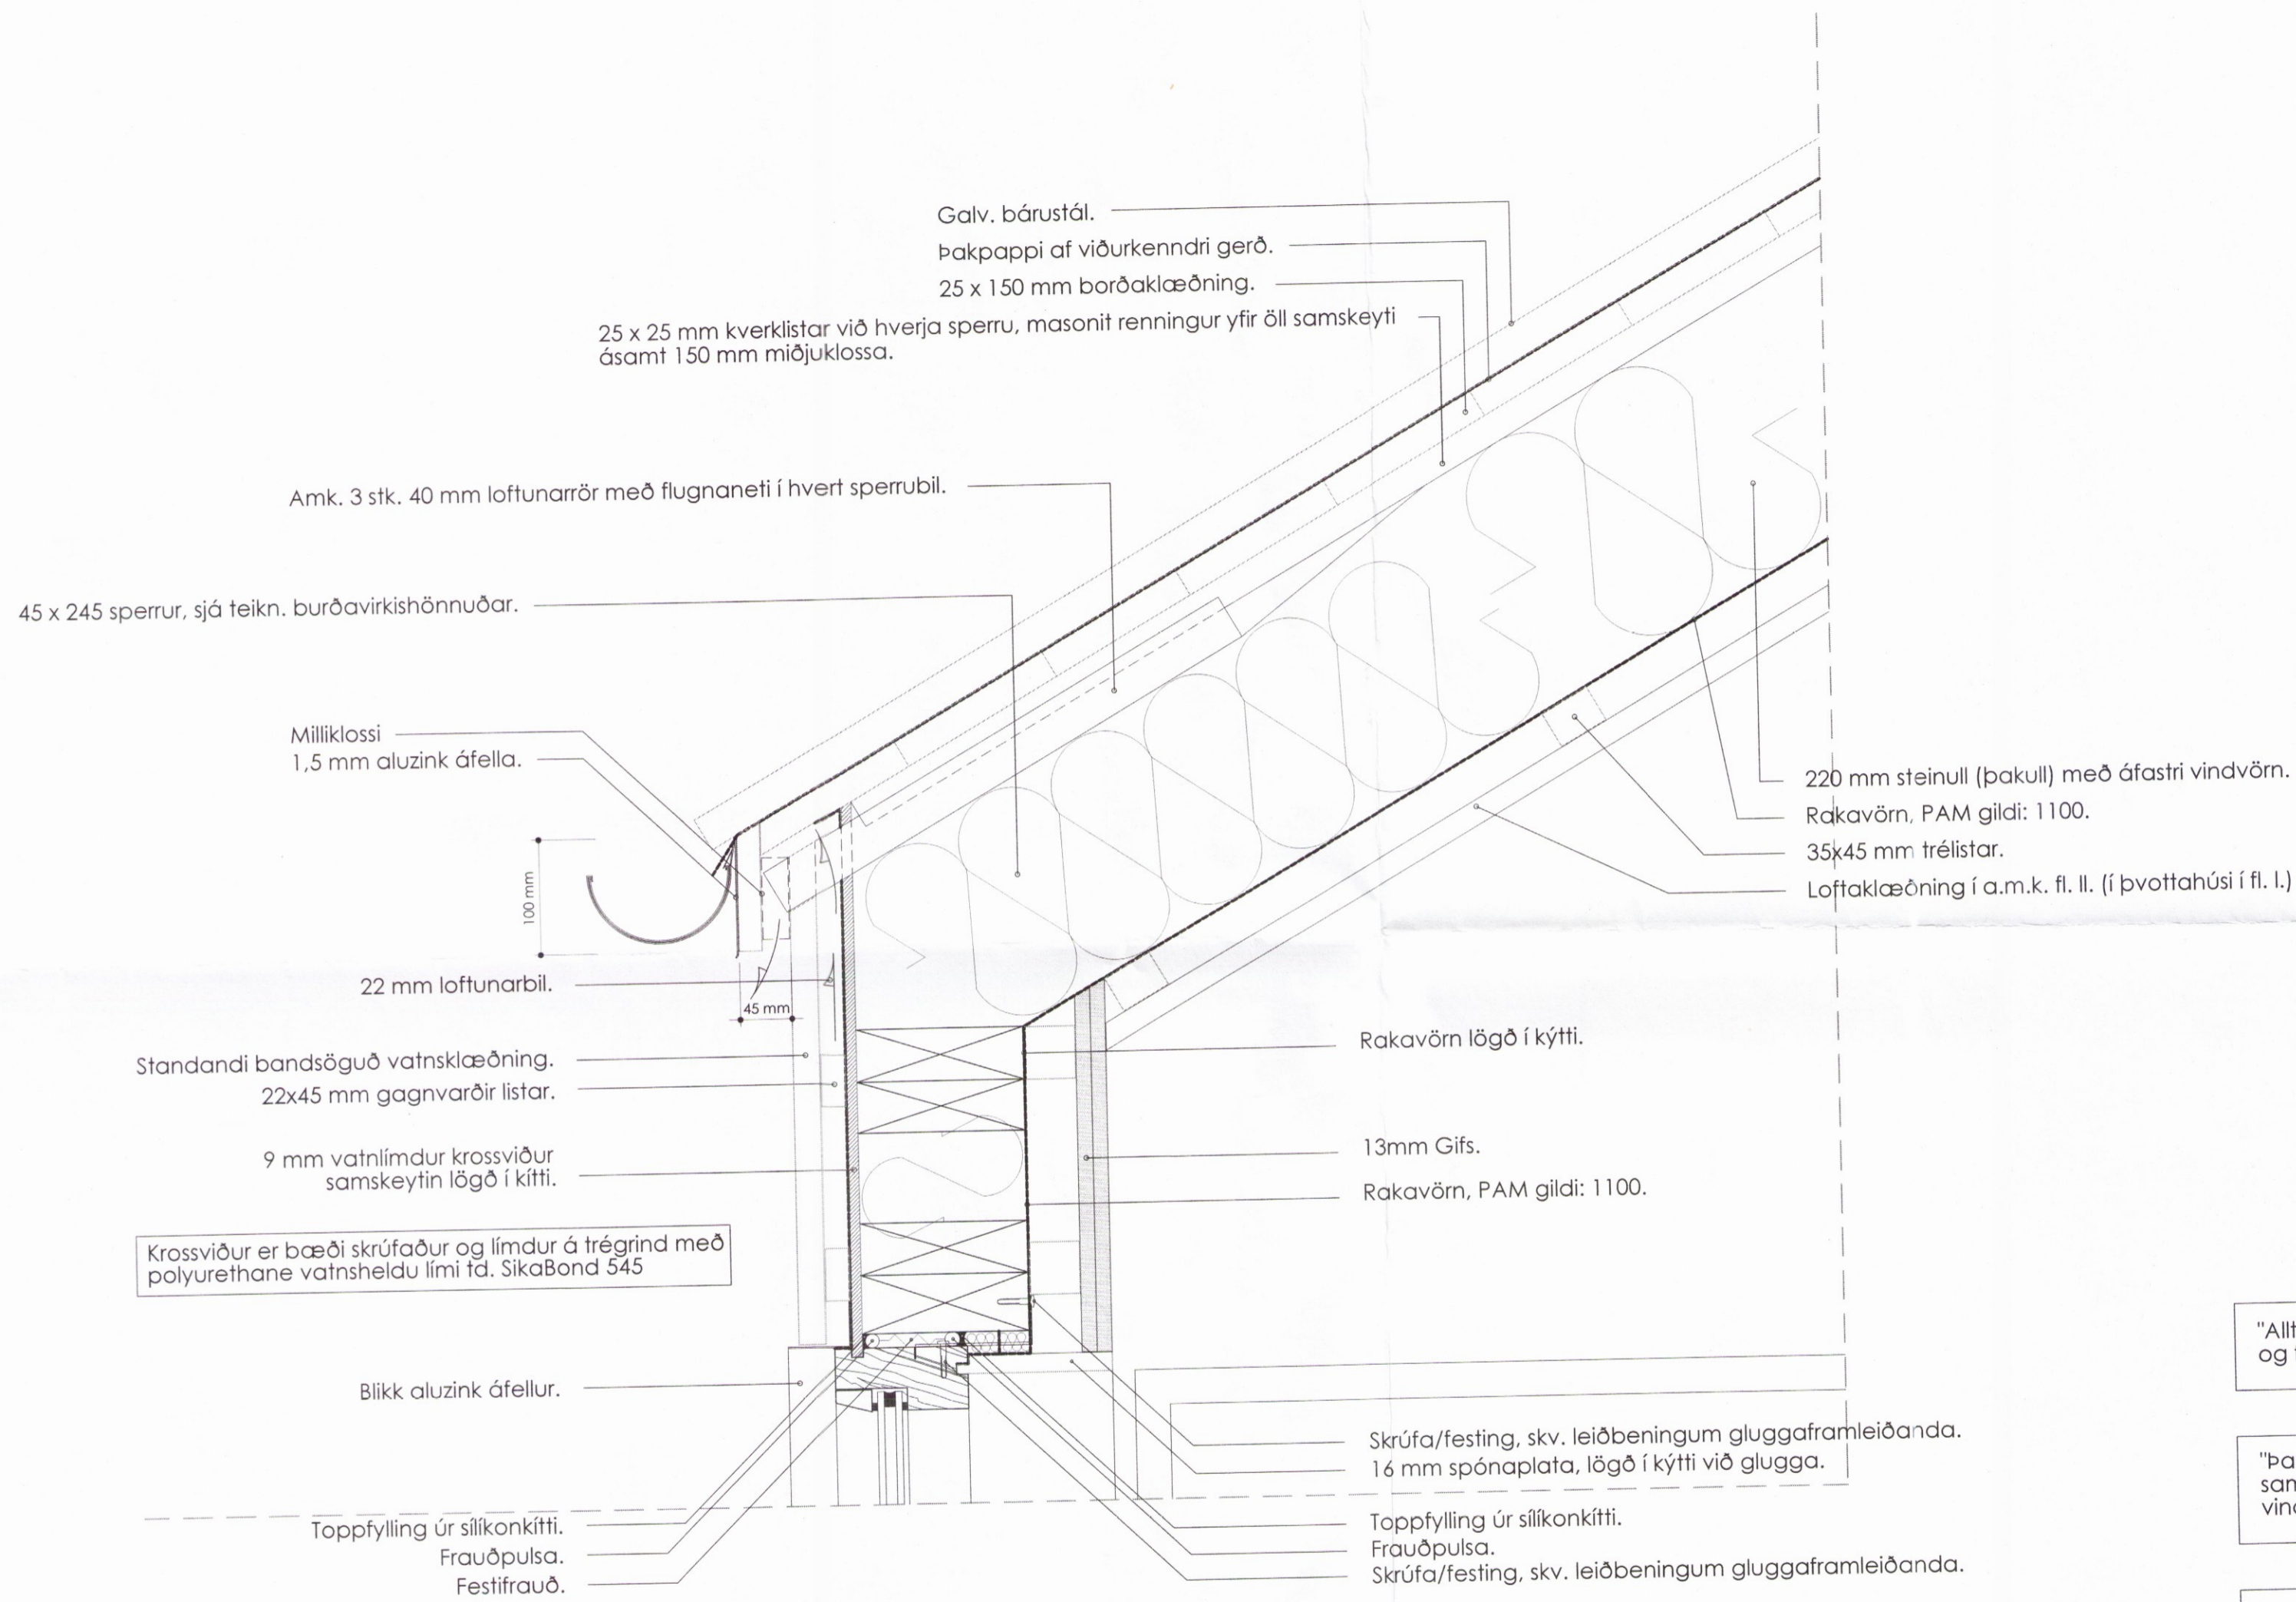 Galv. bárustál.
Þakpappi af viðurkenndri gerð.
25 x 150 mm borðaklæðning.
25 x 25 mm kverklistar við hverja sperru, masonit renningur yfir öll samskeyti
ásamt 150 mm miðjuklossa.
Amk. 3 stk. 40 mm loftunarrör með flugnaneti í hvert sperrubil.
45 x 245 sperrur, sjá teikn. burðavirkishönnuðar.
Milliklossi
1,5 mm aluzink áfella.
100 mm
22 mm loftunarbil.
45 mm
Standandi bandsöguð vatnsklæðning.
22x45 mm gagnvarðir listar.
9 mm vatnlímdur krossviður
samskeytin lögð í kítti.
Krossviður er bæði skrúfaður og límdur á trégrind með
polyurethane vatnsheldu lími td. SikaBond 545
Blikk aluzink áfellur.
Toppfylling úr sílíkonkítti.
Frauðpulsa.
Festifrauð.
220 mm steinull (þakull) með áfastri vindvörn.
Rakavörn, PAM gildi: 1100.
35x45 mm trélistar.
Loftaklæðning í a.m.k. fl. II. (í þvottahúsi í fl. I.)
Rakavörn lögð í kýtti.
13mm Gifs.
Rakavörn, PAM gildi: 1100.
Skrúfa/festing, skv. leiðbeningum gluggaframleiðanda.
16 mm spónaplata, lögð í kýtti við glugga.
Toppfylling úr sílíkonkítti.
Frauðpulsa.
Skrúfa/festing, skv. leiðbeningum gluggaframleiðanda.
"Allt
og
"Þa
san
vind